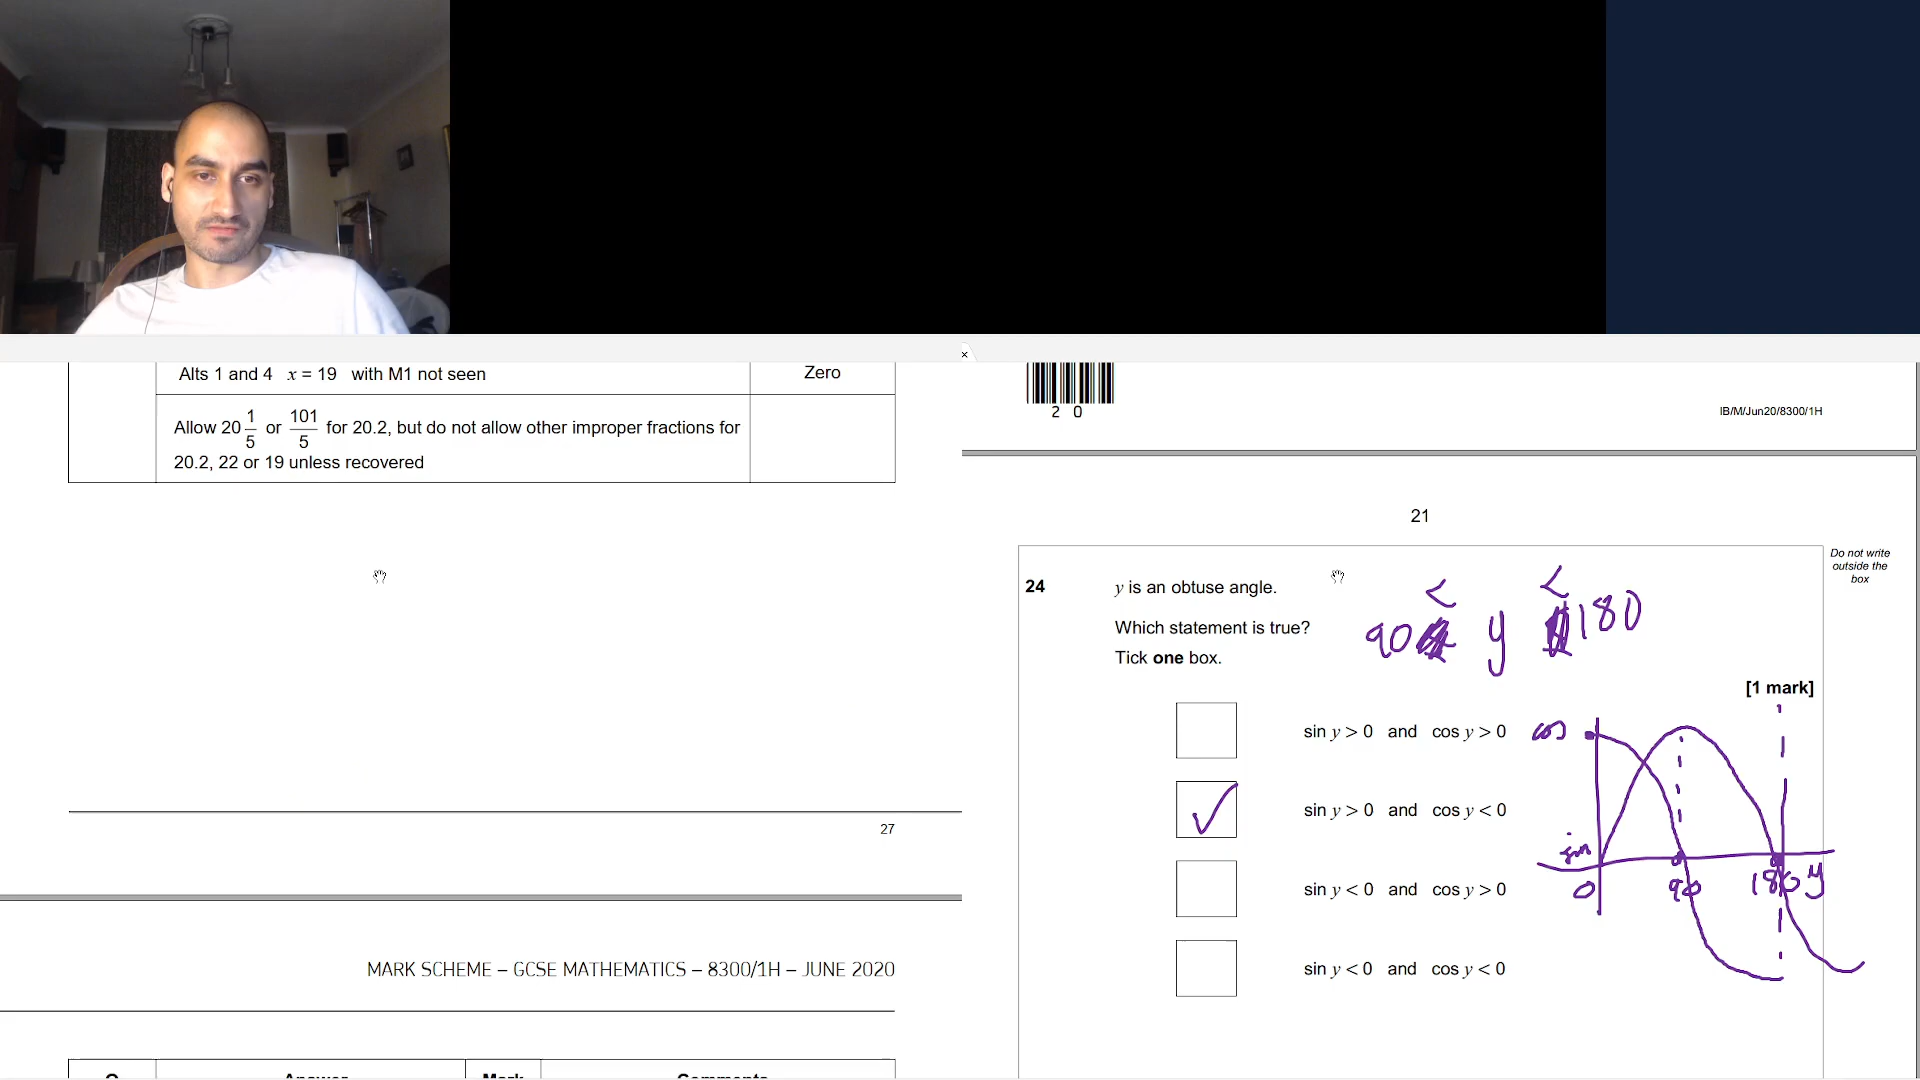 Alts 1 and 4 x = 19 with M1 not seen
Zero
Allow 20 1/5 or 101/5 for 20.2, but do not allow other improper fractions for
20.2, 22 or 19 unless recovered
27
MARK SCHEME – GCSE MATHEMATICS – 8300/1H – JUNE 2020
Q Answer Mark Comments
×
2 0
IB/M/Jun20/8300/1H
21
Do not write
outside the
box
24 y is an obtuse angle.
Which statement is true?
Tick one box.
90 < y < 180
[1 mark]
sin y > 0 and cos y > 0
✓ sin y > 0 and cos y < 0
sin y < 0 and cos y > 0
sin y < 0 and cos y < 0
cos
sin
0 90 180 y